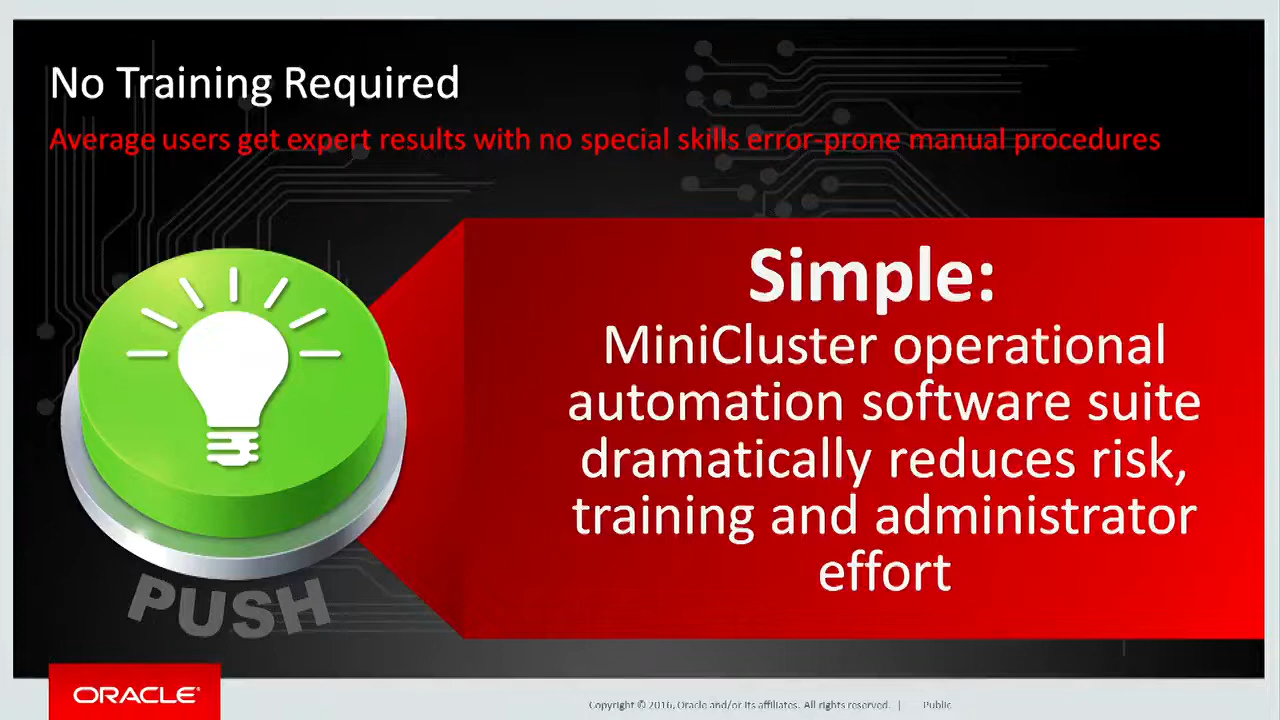 No Training Required
Average users get expert results with no special skills error-prone manual procedures
Simple:
MiniCluster operational
automation software suite
dramatically reduces risk,
training and administrator
effort
PUSH
ORACLE®
Copyright © 2016, Oracle and/or its affiliates. All rights reserved. | Public